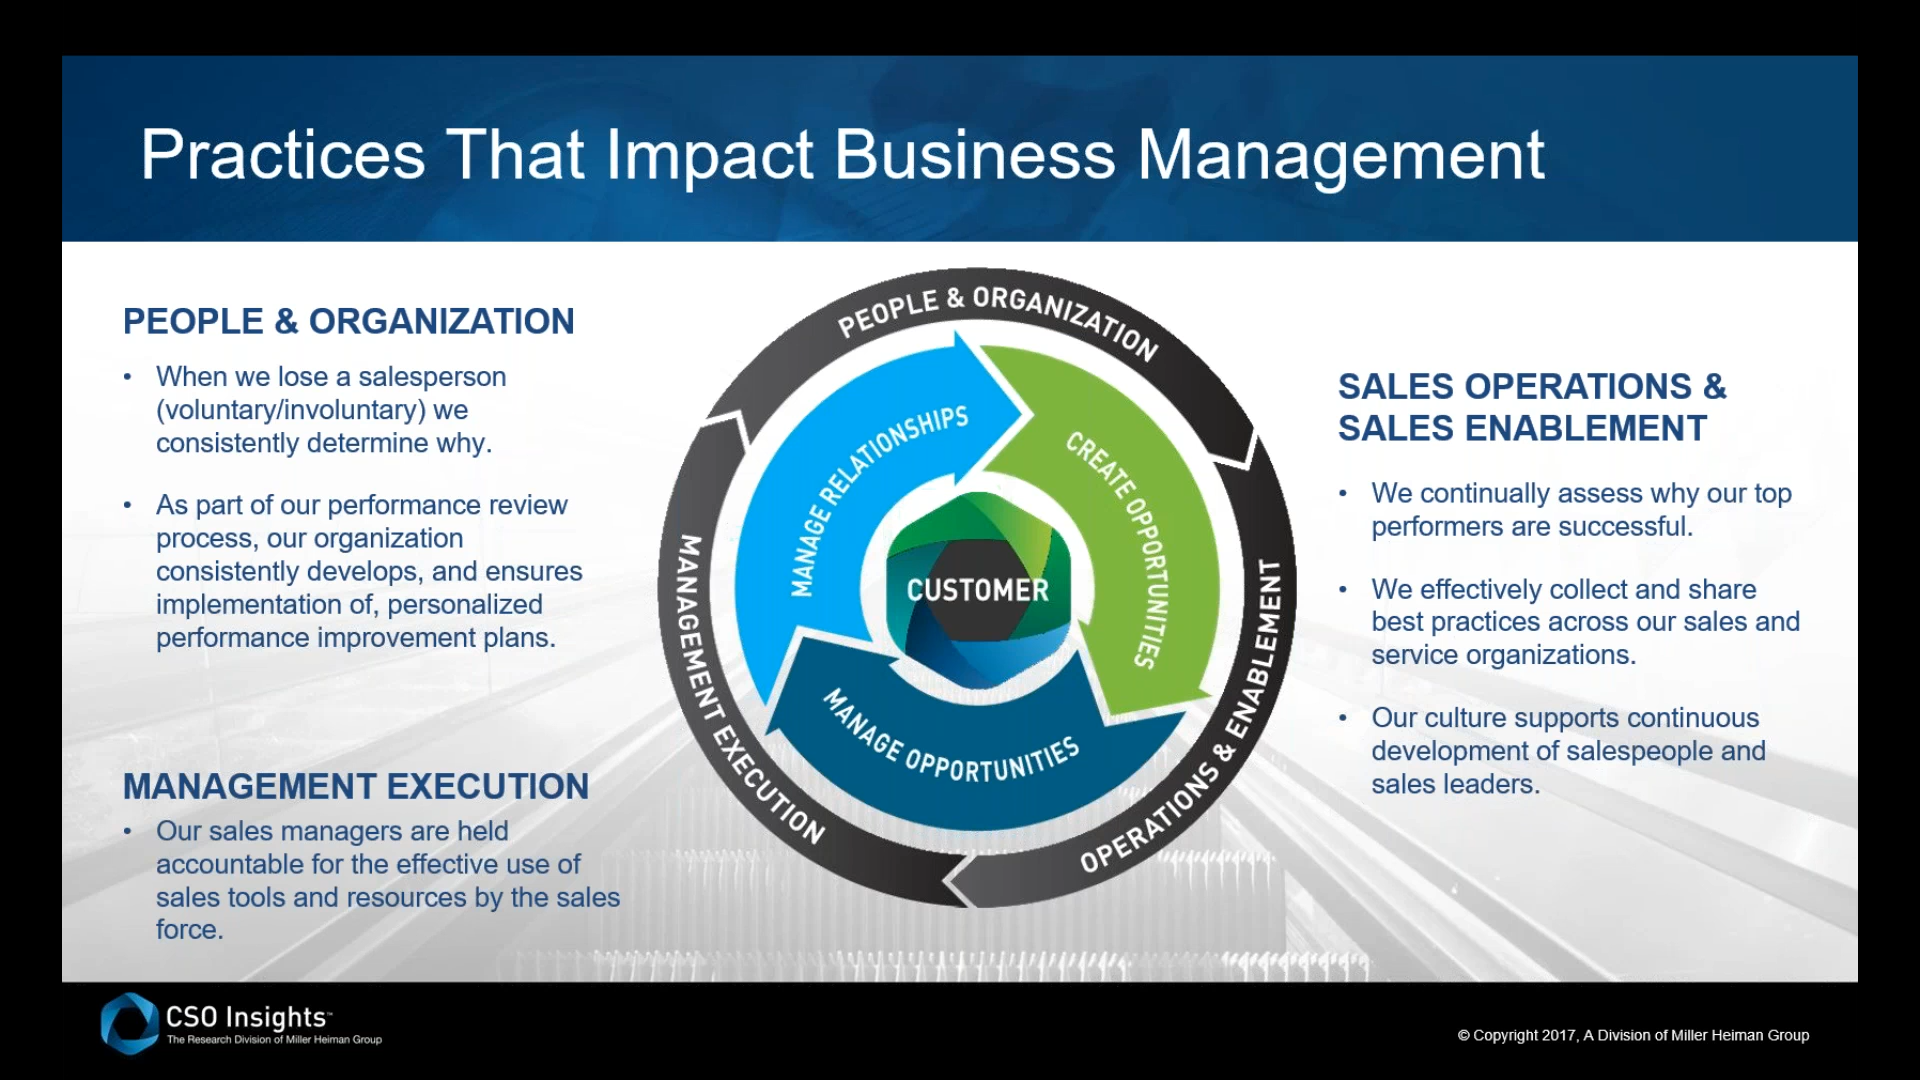 Practices That Impact Business Management
PEOPLE & ORGANIZATION
• When we lose a salesperson
(voluntary/involuntary) we
consistently determine why.
• As part of our performance review
process, our organization
consistently develops, and ensures
implementation of, personalized
performance improvement plans.
MANAGEMENT EXECUTION
• Our sales managers are held
accountable for the effective use of
sales tools and resources by the sales
force.
PEOPLE & ORGANIZATION
MANAGE RELATIONSHIPS
CREATE OPPORTUNITIES
CUSTOMER
MANAGE OPPORTUNITIES
MANAGEMENT EXECUTION
OPERATIONS & ENABLEMENT
SALES OPERATIONS &
SALES ENABLEMENT
• We continually assess why our top
performers are successful.
• We effectively collect and share
best practices across our sales and
service organizations.
• Our culture supports continuous
development of salespeople and
sales leaders.
CSO Insights™
The Research Division of Miller Heiman Group
© Copyright 2017, A Division of Miller Heiman Group